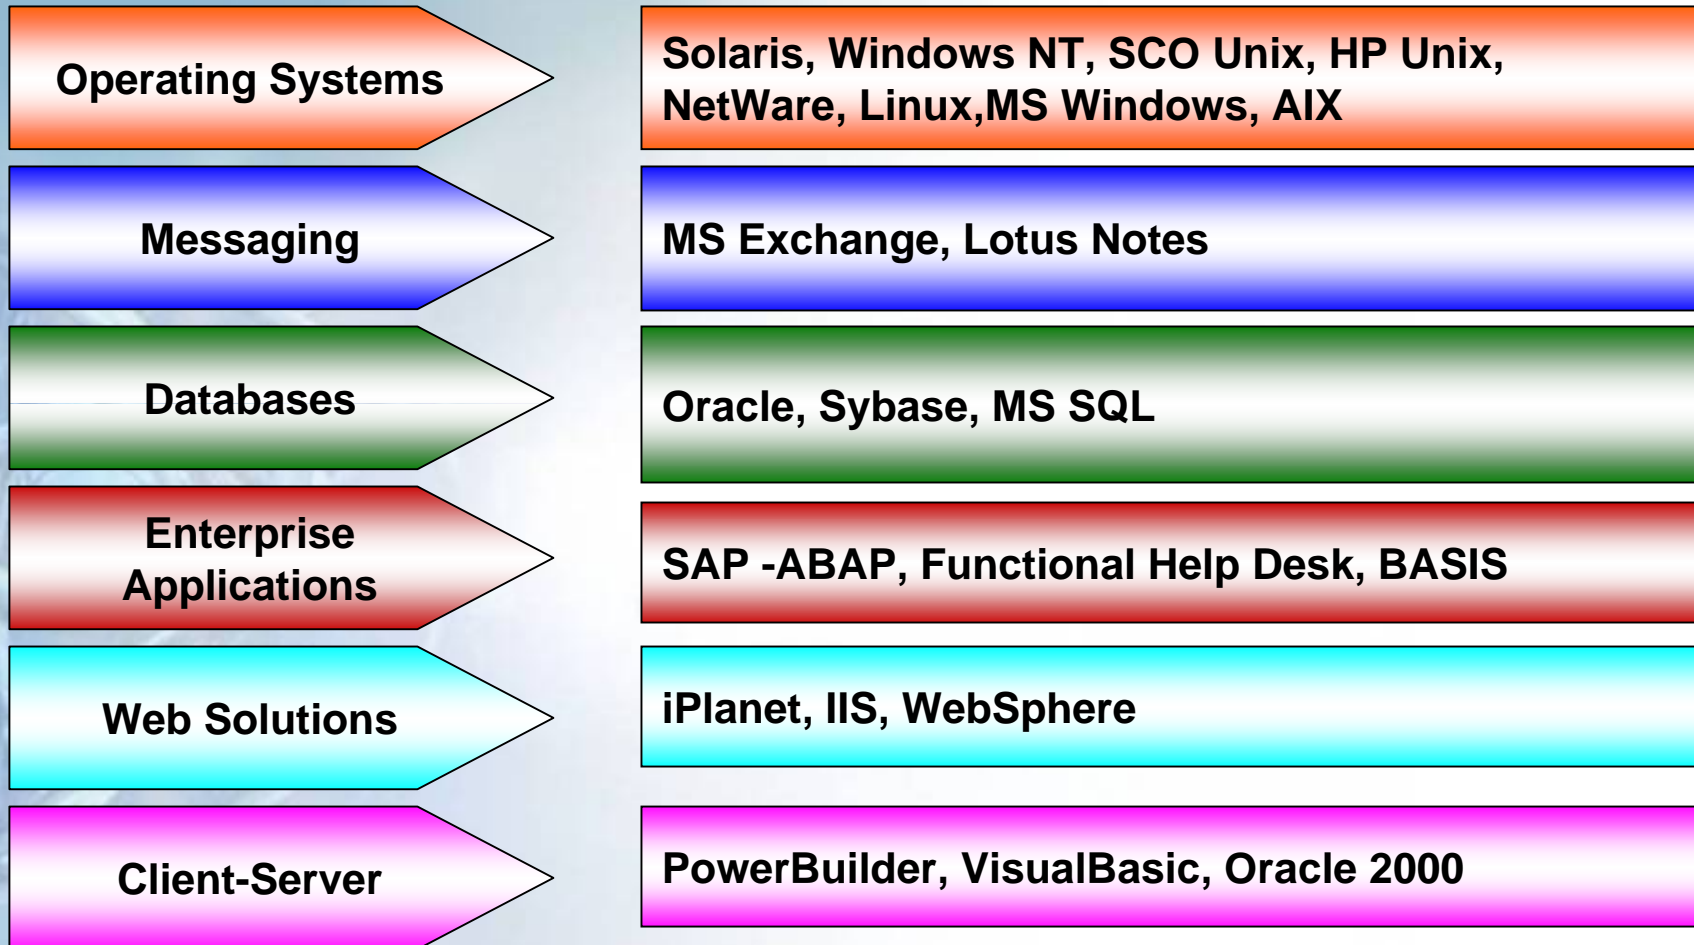 Operating Systems
Solaris, Windows NT, SCO Unix, HP Unix,
NetWare, Linux,MS Windows, AIX
Messaging
MS Exchange, Lotus Notes
Databases
Oracle, Sybase, MS SQL
Enterprise
Applications
SAP -ABAP, Functional Help Desk, BASIS
Web Solutions
iPlanet, IIS, WebSphere
Client-Server
PowerBuilder, VisualBasic, Oracle 2000